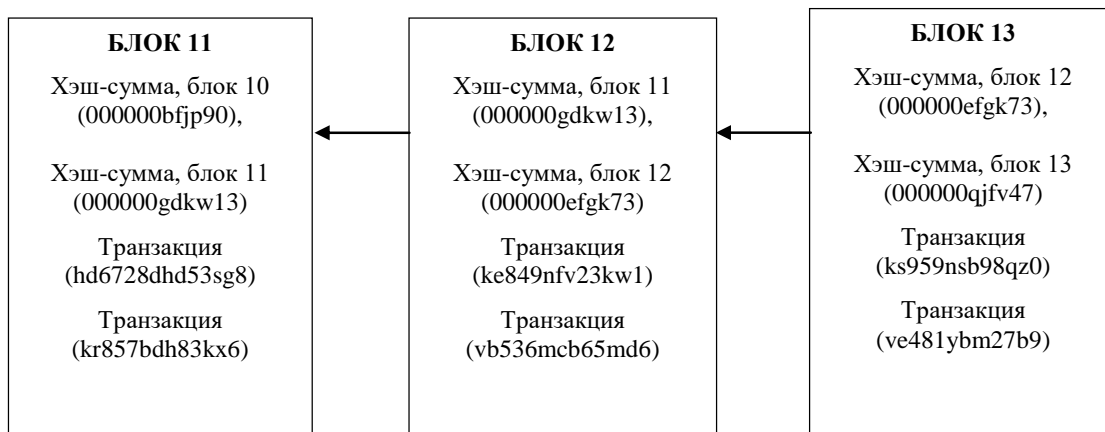 БЛОК 11
Хэш-сумма, блок 10
(000000bfjp90),
Хэш-сумма, блок 11
(000000gdkw13)
Транзакция
(hd6728dhd53sg8)
Транзакция
(kr857bdh83kx6)
БЛОК 12
Хэш-сумма, блок 11
(000000gdkw13),
Хэш-сумма, блок 12
(000000efgk73)
Транзакция
(ke849nfv23kw1)
Транзакция
(vb536mcb65md6)
БЛОК 13
Хэш-сумма, блок 12
(000000efgk73),
Хэш-сумма, блок 13
(000000qjfv47)
Транзакция
(ks959nsb98qz0)
Транзакция
(ve481ybm27b9)